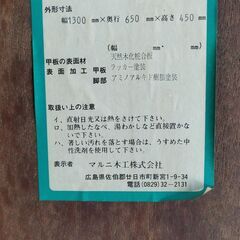 外形寸法
幅1300 mm×奥行 650 mm×高さ 450mm
(幅 mm mm)
甲板の表面材 天然木化粧合板
表面加工 甲板 ラッカー塗装
脚部 アミノアルキド樹脂塗装
取扱い上の注意
イ、直射日光又は熱をさけて下さい。
ロ、加熱したなべ、湯わかしなど直接置かないで下さい。
ハ、著しい汚れを落とす場合は、うすめた中性洗剤を使用して下さい。
表示者 マルニ木工株式会社
広島県佐伯郡廿日市町新宮1-9-34
電話(0829)32-2131